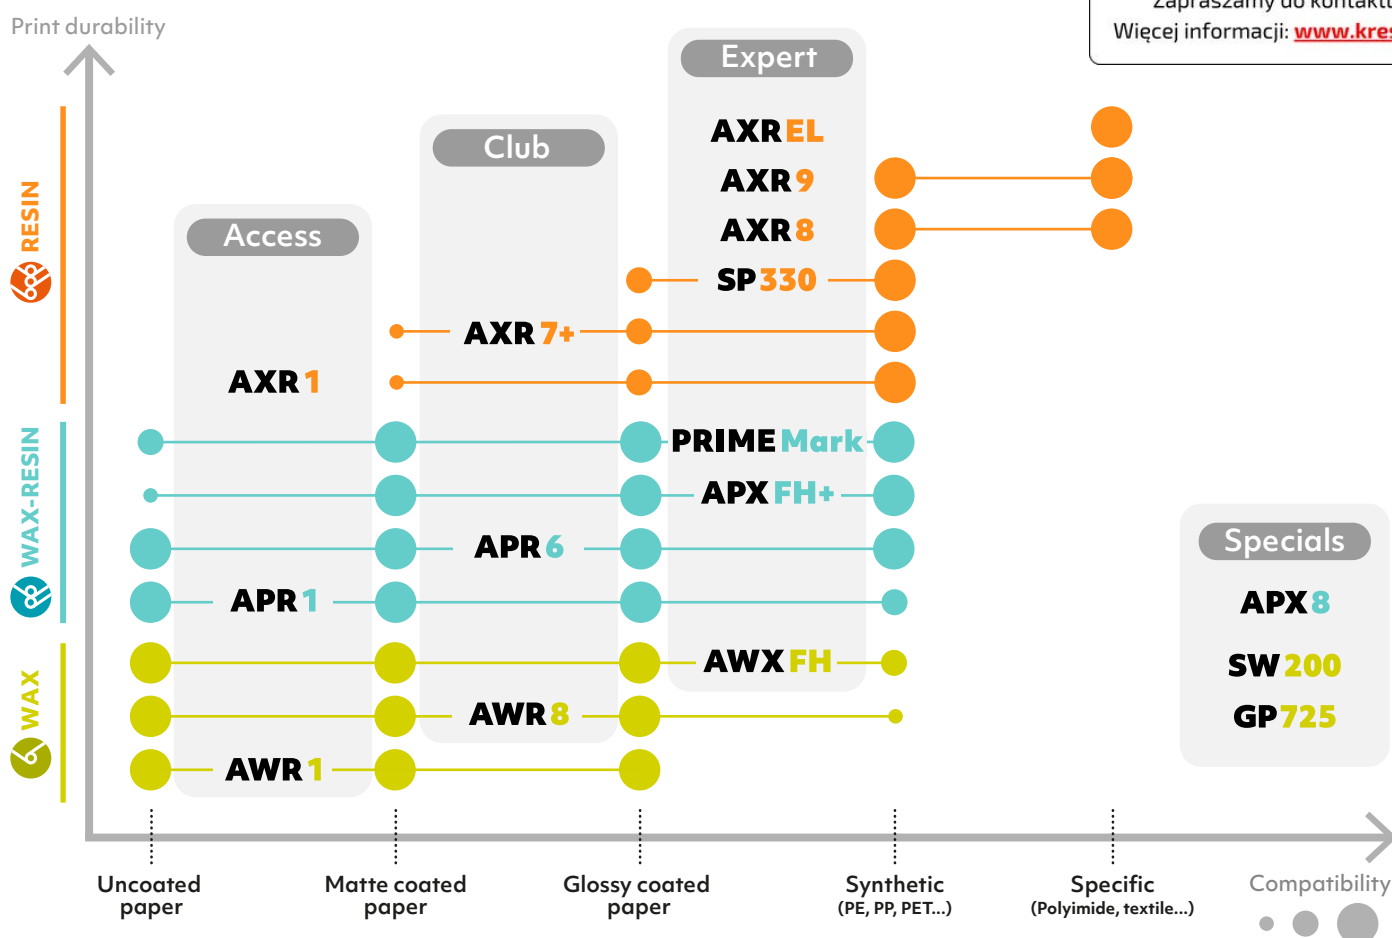 Zapraszamy do kontaktu
Więcej informacji: www.kres
Print durability
Expert
Club
Access
Specials
RESIN
WAX-RESIN
WAX
AXR EL
AXR 9
AXR 8
SP 330
AXR 7+
AXR 1
PRIME Mark
APX FH+
APR 6
APR 1
AWX FH
AWR 8
AWR 1
APX 8
SW 200
GP 725
Uncoated
paper
Matte coated
paper
Glossy coated
paper
Synthetic
(PE, PP, PET...)
Specific
(Polyimide, textile...)
Compatibility